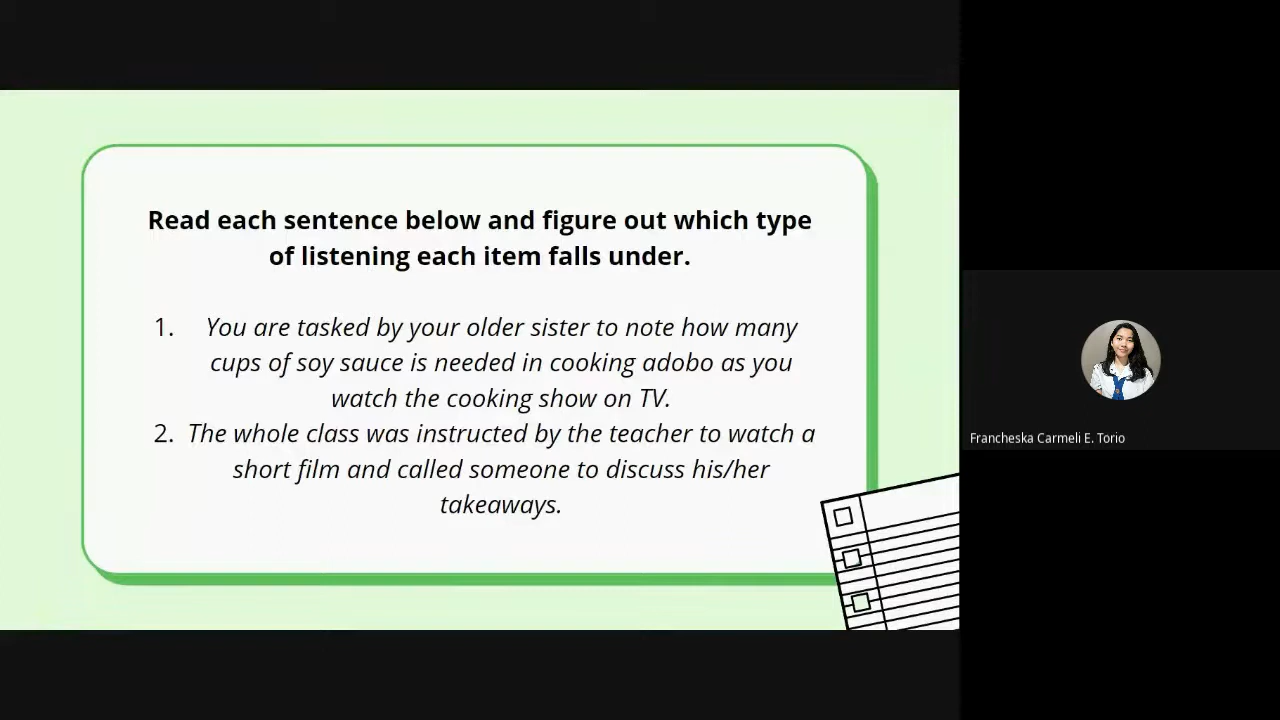 Read each sentence below and figure out which type
of listening each item falls under.
1. You are tasked by your older sister to note how many
cups of soy sauce is needed in cooking adobo as you
watch the cooking show on TV.
2. The whole class was instructed by the teacher to watch a
short film and called someone to discuss his/her
takeaways.
Francheska Carmeli E. Torio